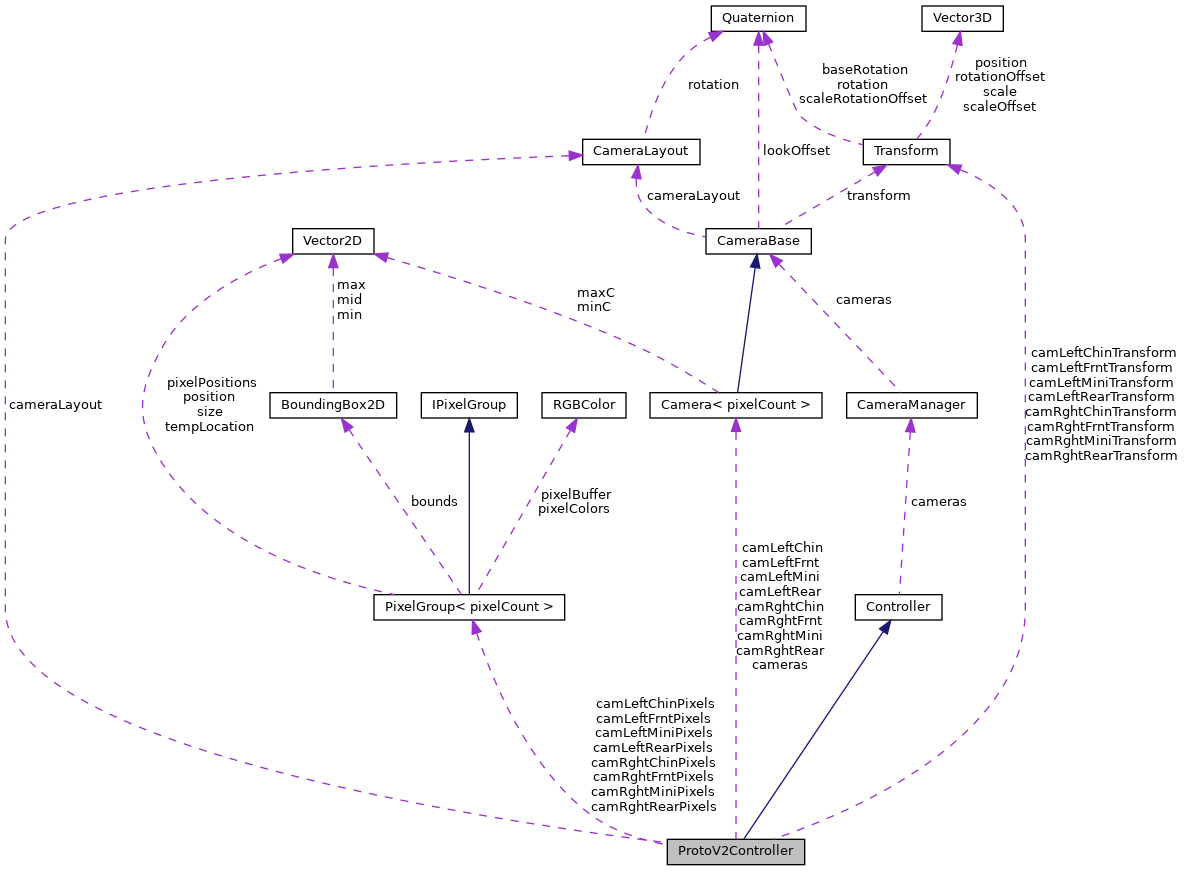 Quaternion
Vector3D
baseRotation
rotation
scaleRotationOffset
position
rotationOffset
scale
scaleOffset
rotation
CameraLayout
lookOffset
Transform
cameraLayout
transform
Vector2D
CameraBase
max
mid
min
maxC
minC
cameras
pixelPositions
position
size
tempLocation
cameraLayout
BoundingBox2D
IPixelGroup
RGBColor
Camera< pixelCount >
CameraManager
camLeftChinTransform
camLeftFrntTransform
camLeftMiniTransform
camLeftRearTransform
camRghtChinTransform
camRghtFrntTransform
camRghtMiniTransform
camRghtRearTransform
bounds
pixelBuffer
pixelColors
cameras
camLeftChin
camLeftFrnt
camLeftMini
camLeftRear
camRghtChin
camRghtFrnt
camRghtMini
camRghtRear
cameras
PixelGroup< pixelCount >
Controller
camLeftChinPixels
camLeftFrntPixels
camLeftMiniPixels
camLeftRearPixels
camRghtChinPixels
camRghtFrntPixels
camRghtMiniPixels
camRghtRearPixels
ProtoV2Controller